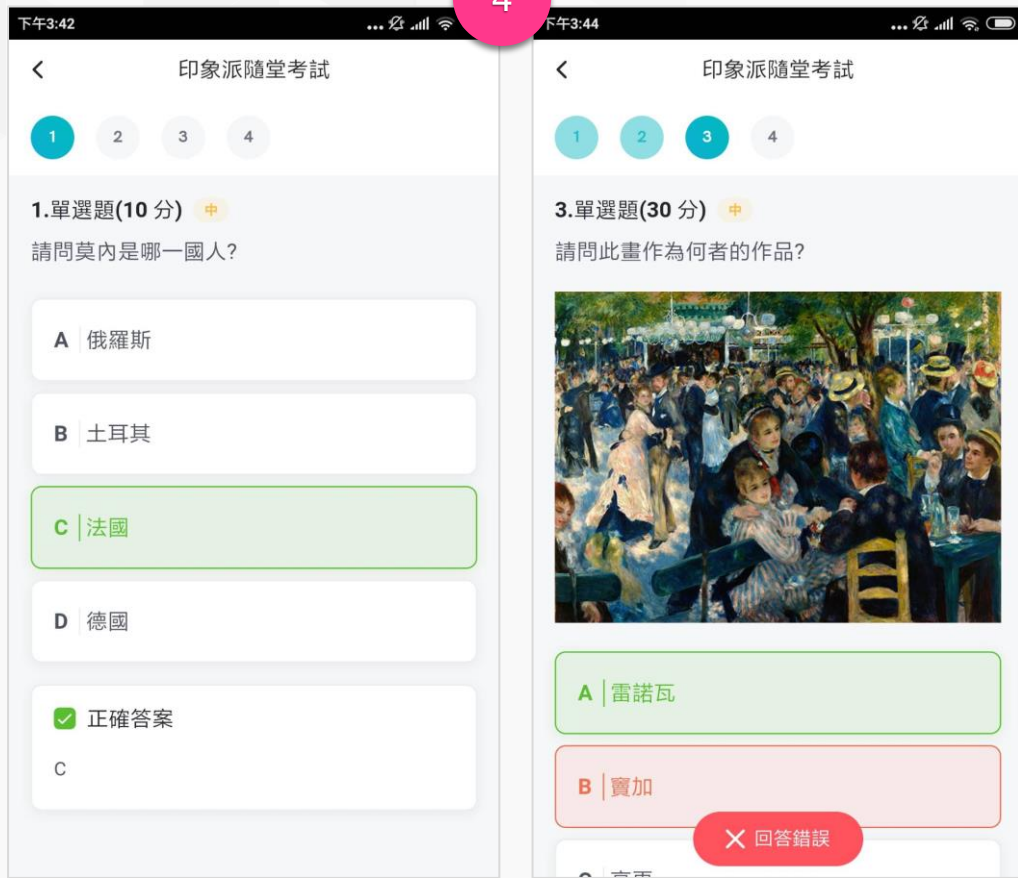 4
下午3:42
印象派隨堂考試
1 2 3 4
1.單選題(10 分) 中
請問莫內是哪一國人?
A 俄羅斯
B 土耳其
C 法國
D 德國
正確答案
C
下午3:44
印象派隨堂考試
1 2 3 4
3.單選題(30 分) 中
請問此畫作為何者的作品?
A 雷諾瓦
B 竇加
回答錯誤